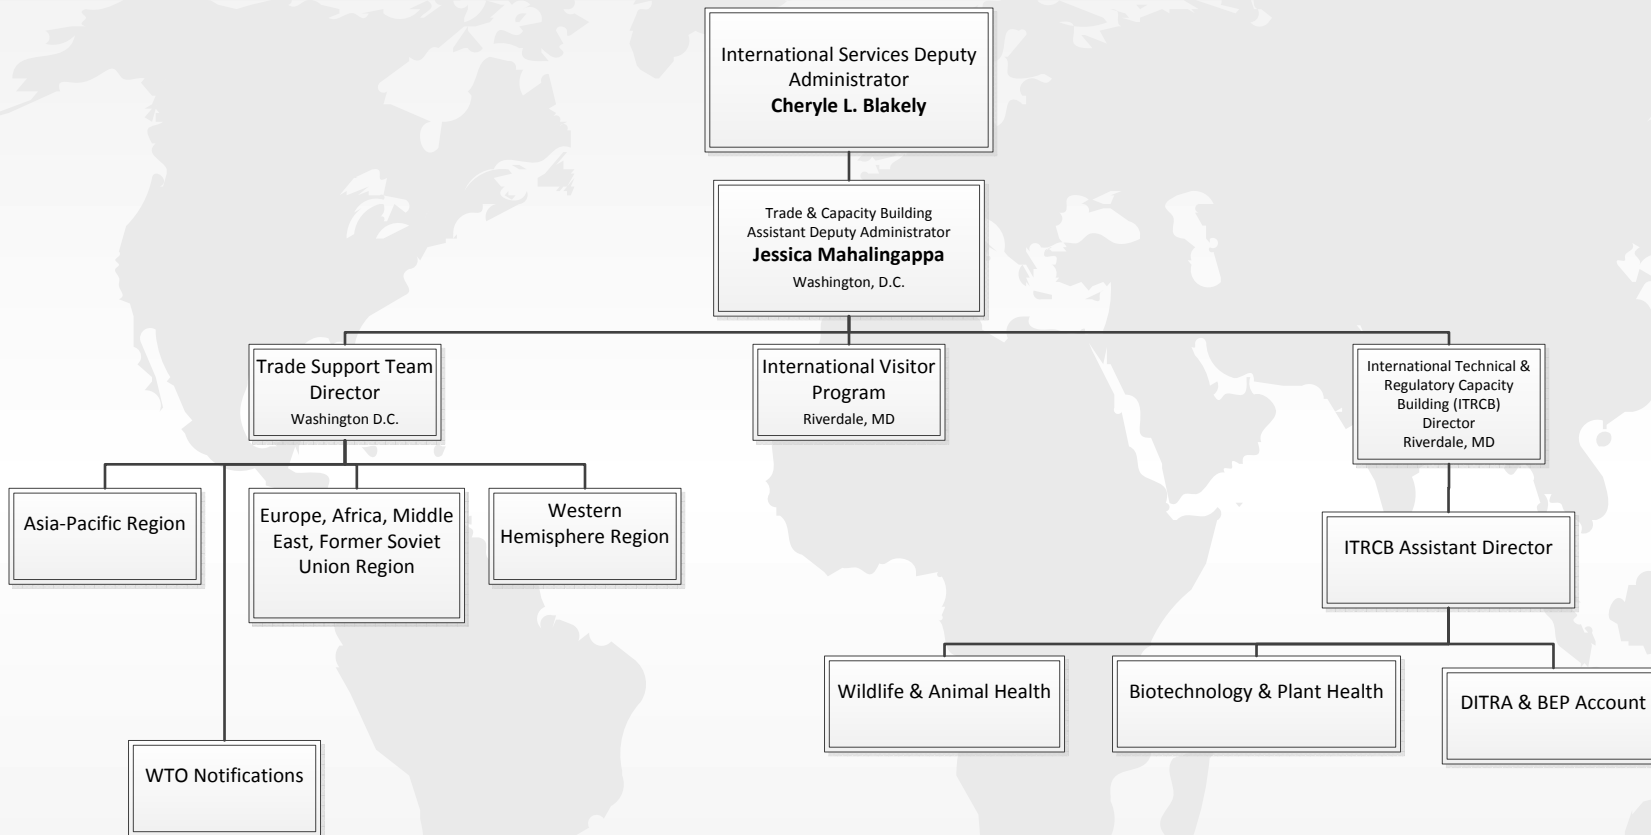 International Services Deputy
Administrator
Cheryle L. Blakely
Trade & Capacity Building
Assistant Deputy Administrator
Jessica Mahalingappa
Washington, D.C.
Trade Support Team
Director
Washington D.C.
International Visitor
Program
Riverdale, MD
International Technical &
Regulatory Capacity
Building (ITRCB)
Director
Riverdale, MD
Asia-Pacific Region
Europe, Africa, Middle
East, Former Soviet
Union Region
Western
Hemisphere Region
ITRCB Assistant Director
Wildlife & Animal Health
Biotechnology & Plant Health
DITRA & BEP Account
WTO Notifications